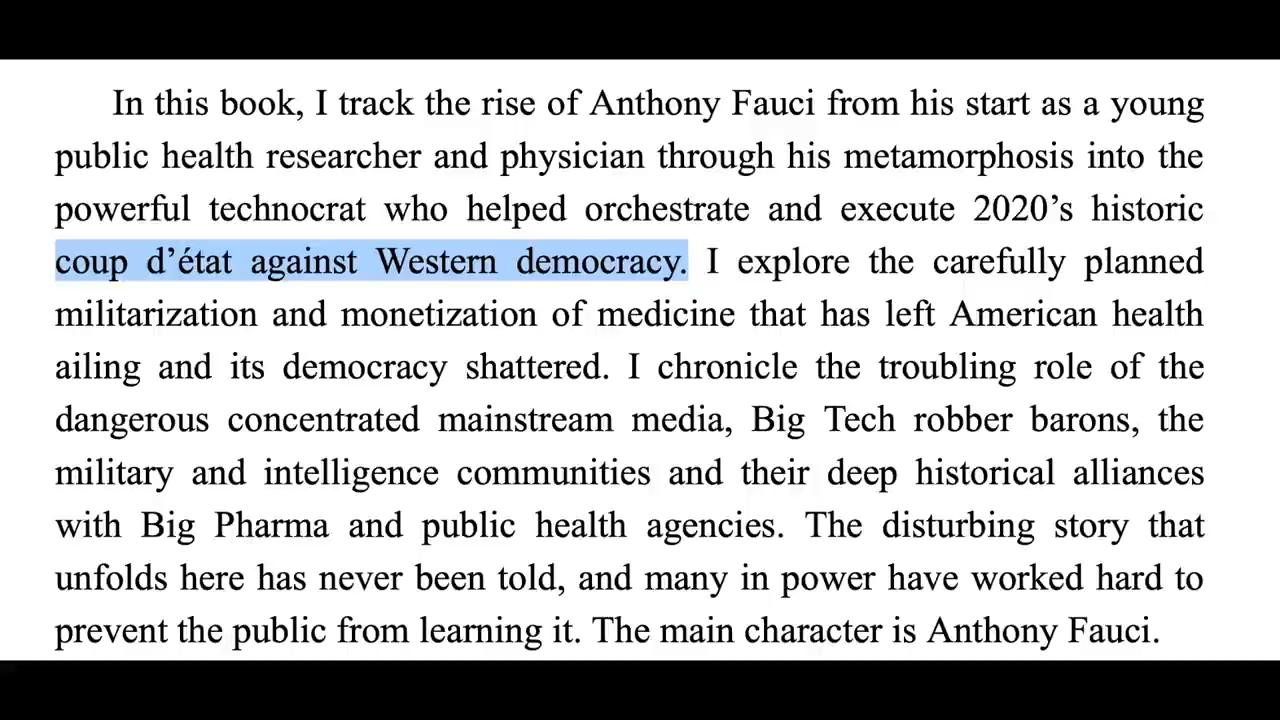 In this book, I track the rise of Anthony Fauci from his start as a young
public health researcher and physician through his metamorphosis into the
powerful technocrat who helped orchestrate and execute 2020’s historic
coup d’état against Western democracy. I explore the carefully planned
militarization and monetization of medicine that has left American health
ailing and its democracy shattered. I chronicle the troubling role of the
dangerous concentrated mainstream media, Big Tech robber barons, the
military and intelligence communities and their deep historical alliances
with Big Pharma and public health agencies. The disturbing story that
unfolds here has never been told, and many in power have worked hard to
prevent the public from learning it. The main character is Anthony Fauci.